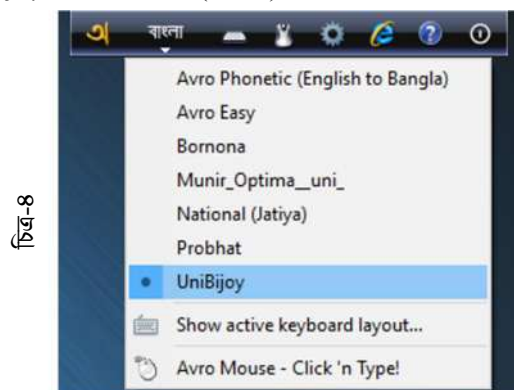 অ বাংলা
Avro Phonetic (English to Bangla)
Avro Easy
Bornona
Munir_Optima__uni_
National (Jatiya)
Probhat
UniBijoy
Show active keyboard layout...
Avro Mouse - Click 'n Type!
চিত্র-৪